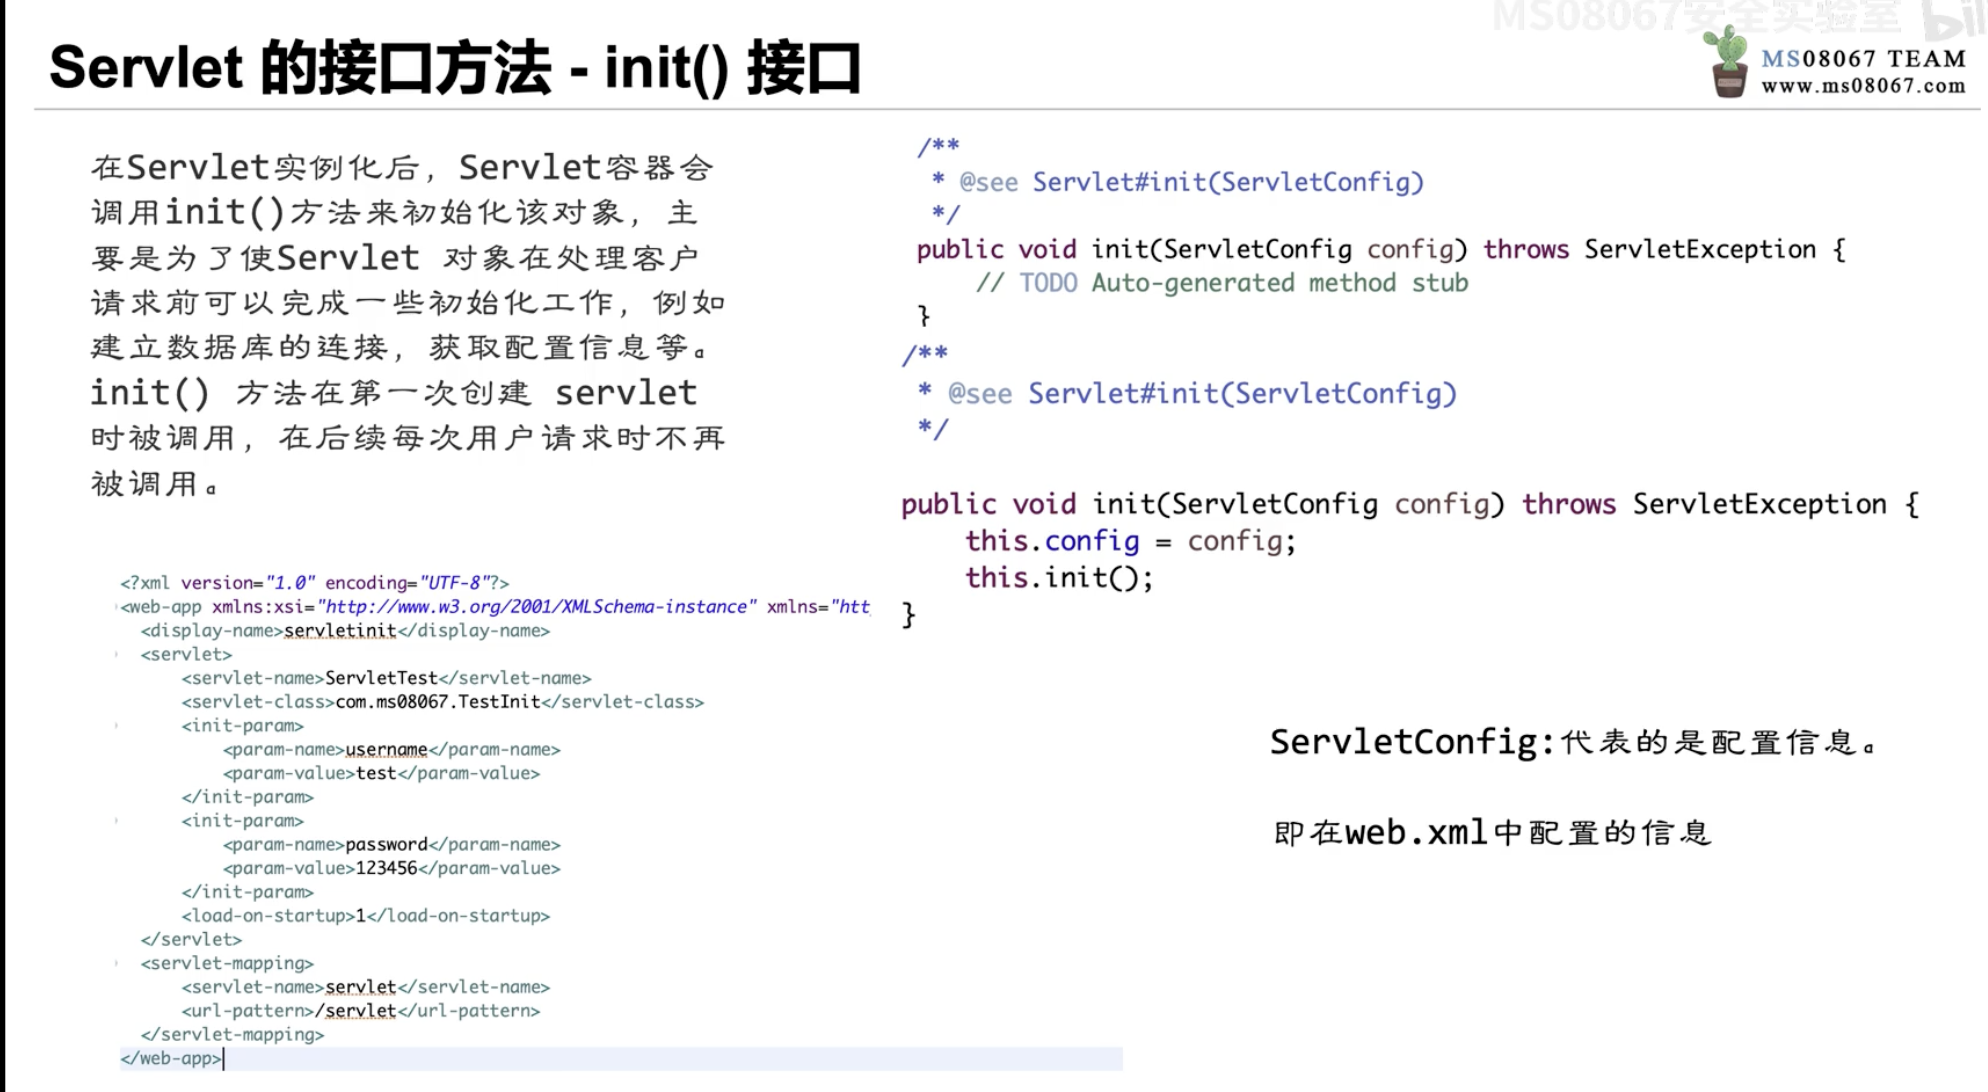 MS08067安全实验室 bili
Servlet 的接口方法 - init() 接口
MS08067 TEAM
www.ms08067.com
在Servlet实例化后，Servlet容器会
调用init()方法来初始化该对象，主
要是为了使Servlet 对象在处理客户
请求前可以完成一些初始化工作，例如
建立数据库的连接，获取配置信息等。
init() 方法在第一次创建 servlet
时被调用，在后续每次用户请求时不再
被调用。
<?xml version="1.0" encoding="UTF-8"?>
<web-app xmlns:xsi="http://www.w3.org/2001/XMLSchema-instance" xmlns="htt
<display-name>servletinit</display-name>
<servlet>
<servlet-name>ServletTest</servlet-name>
<servlet-class>com.ms08067.TestInit</servlet-class>
<init-param>
<param-name>username</param-name>
<param-value>test</param-value>
</init-param>
<init-param>
<param-name>password</param-name>
<param-value>123456</param-value>
</init-param>
<load-on-startup>1</load-on-startup>
</servlet>
<servlet-mapping>
<servlet-name>servlet</servlet-name>
<url-pattern>/servlet</url-pattern>
</servlet-mapping>
</web-app>
/**
* @see Servlet#init(ServletConfig)
*/
public void init(ServletConfig config) throws ServletException {
// TODO Auto-generated method stub
}
/**
* @see Servlet#init(ServletConfig)
*/
public void init(ServletConfig config) throws ServletException {
this.config = config;
this.init();
}
ServletConfig:代表的是配置信息。
即在web.xml中配置的信息